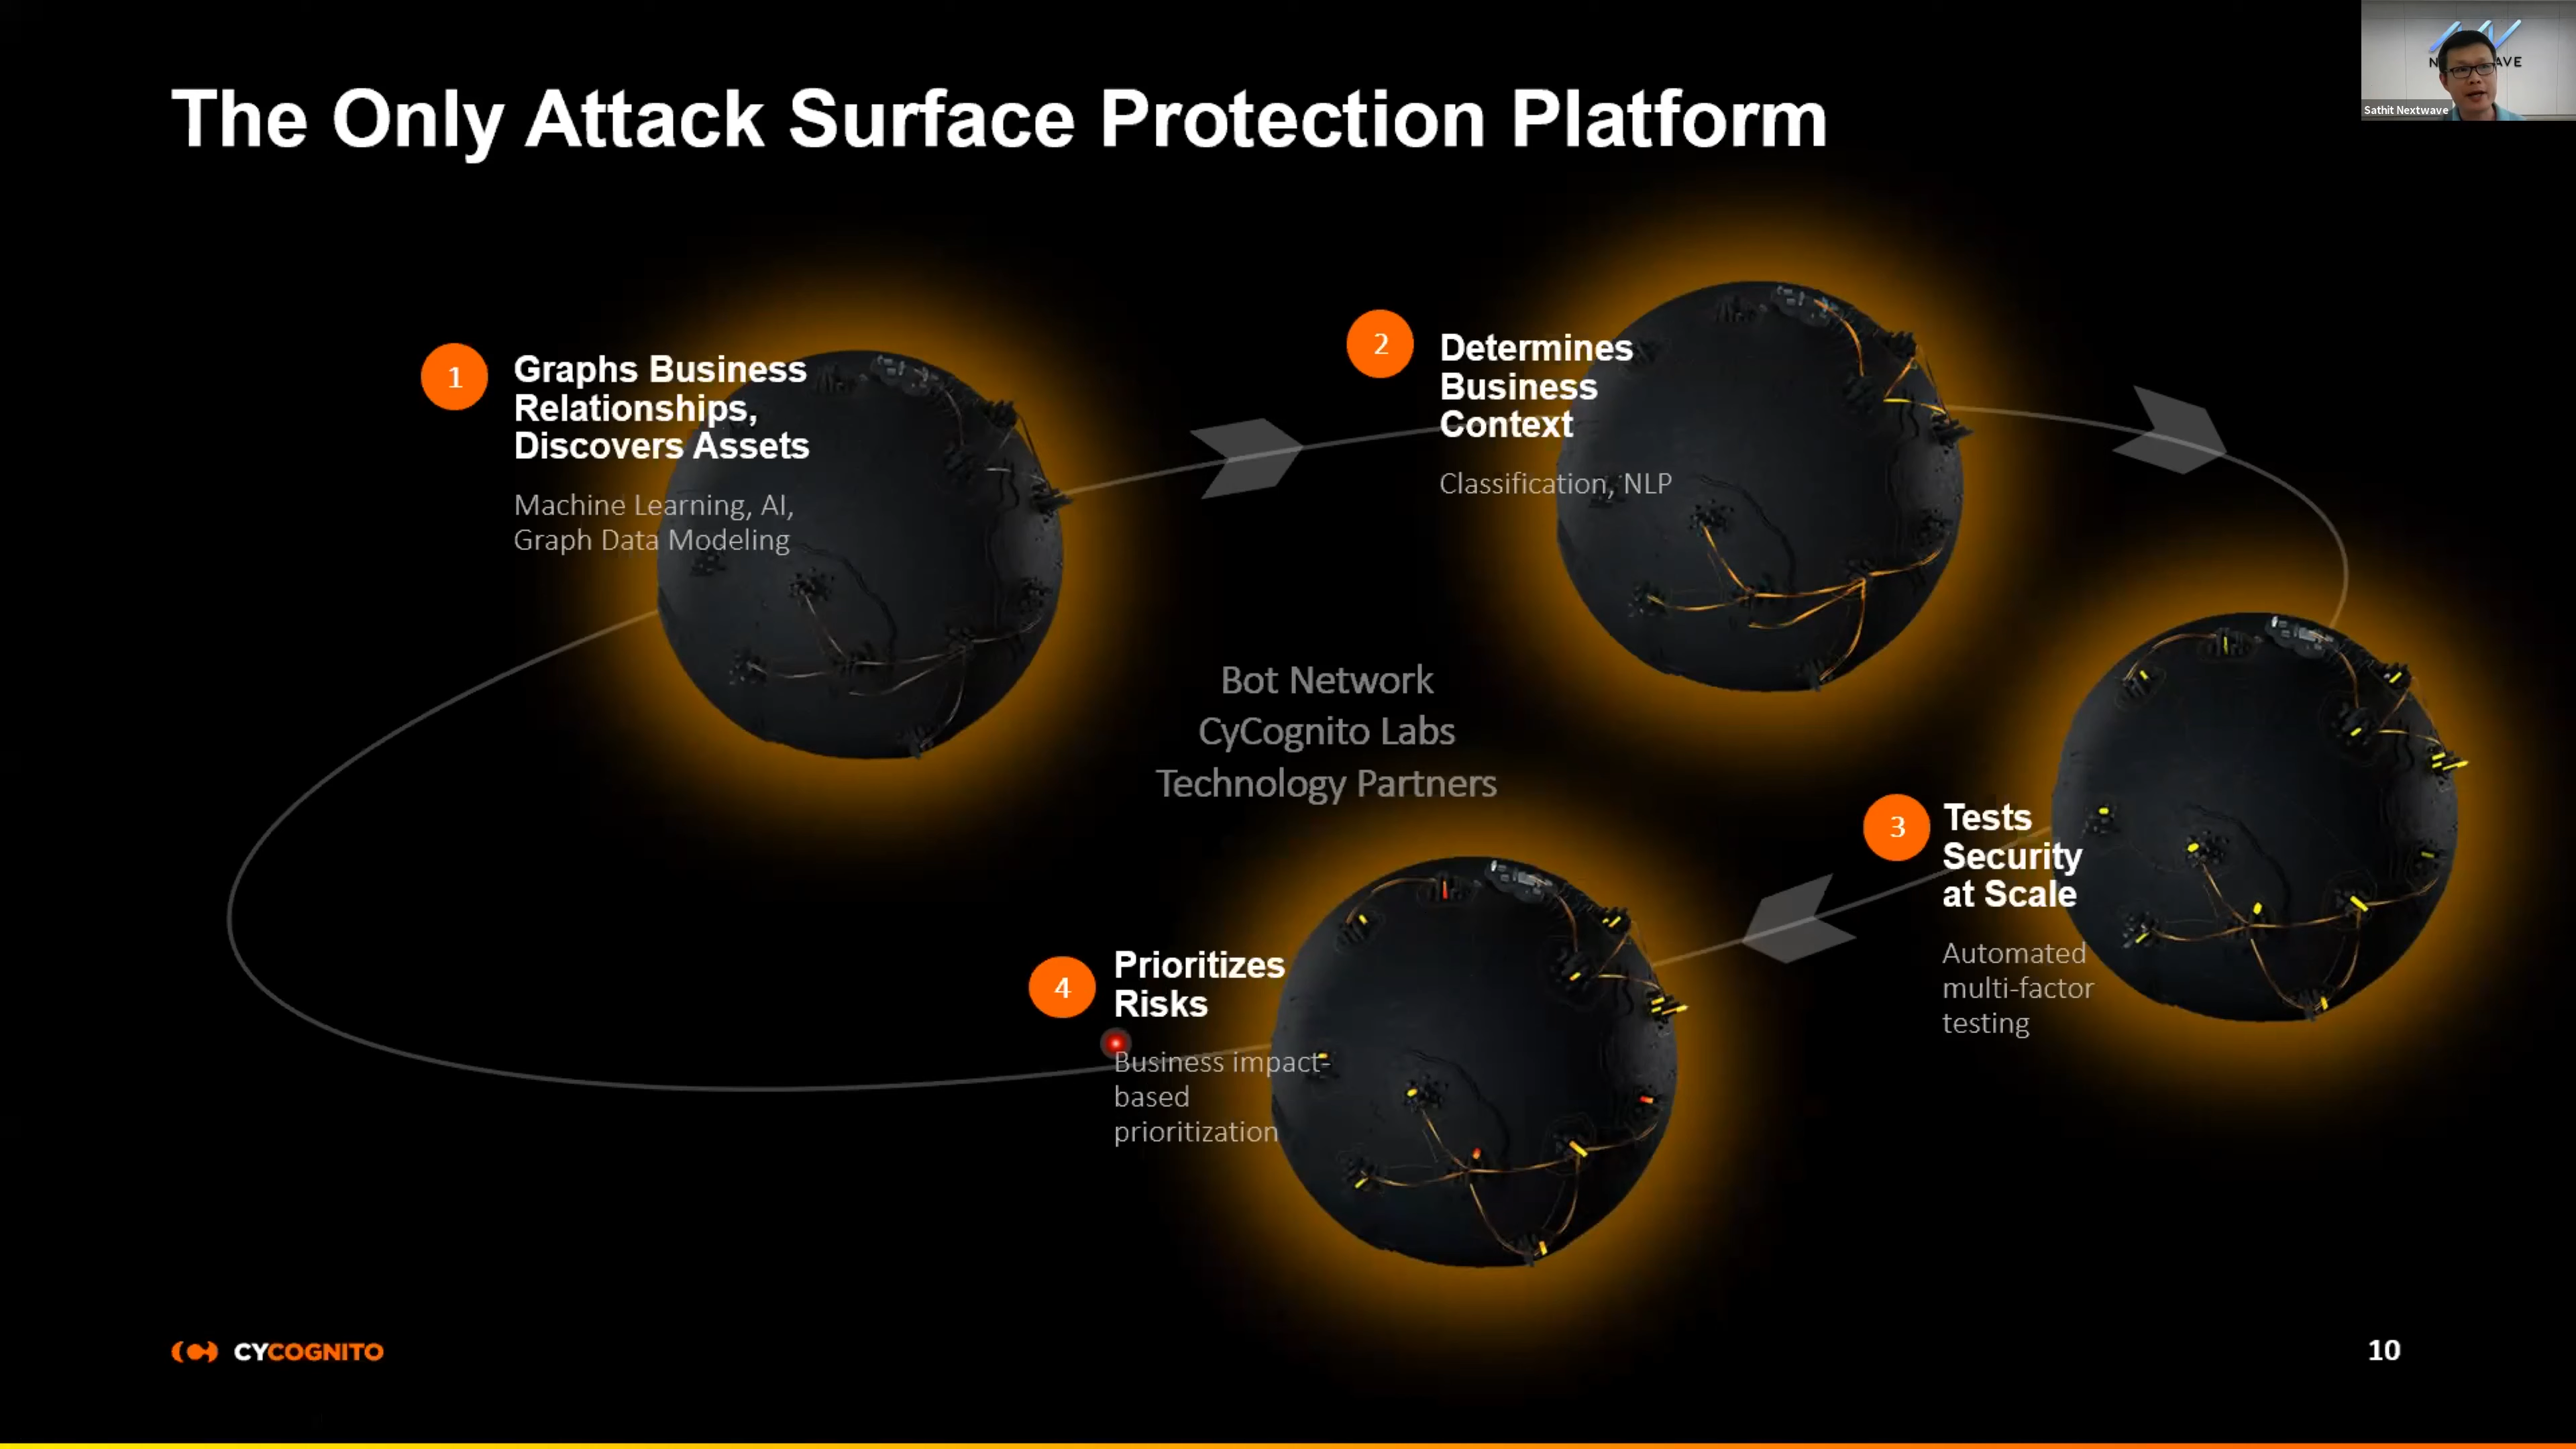 The Only Attack Surface Protection Platform
Sathit Nextwave
1
Graphs Business
Relationships,
Discovers Assets
Machine Learning, AI,
Graph Data Modeling
2
Determines
Business
Context
Classification, NLP
Bot Network
CyCognito Labs
Technology Partners
3
Tests
Security
at Scale
Automated
multi-factor
testing
4
Prioritizes
Risks
Business impact-
based
prioritization
CYCOGNITO
10